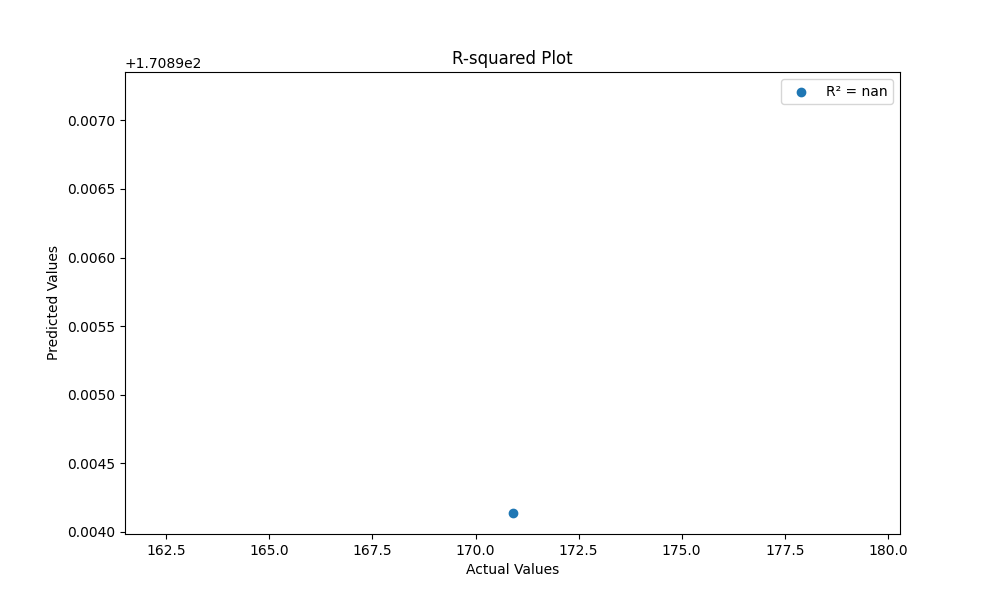 R-squared Plot
+1.7089e2
R² = nan
0.0070
0.0065
0.0060
0.0055
0.0050
0.0045
0.0040
Predicted Values
162.5 165.0 167.5 170.0 172.5 175.0 177.5 180.0
Actual Values